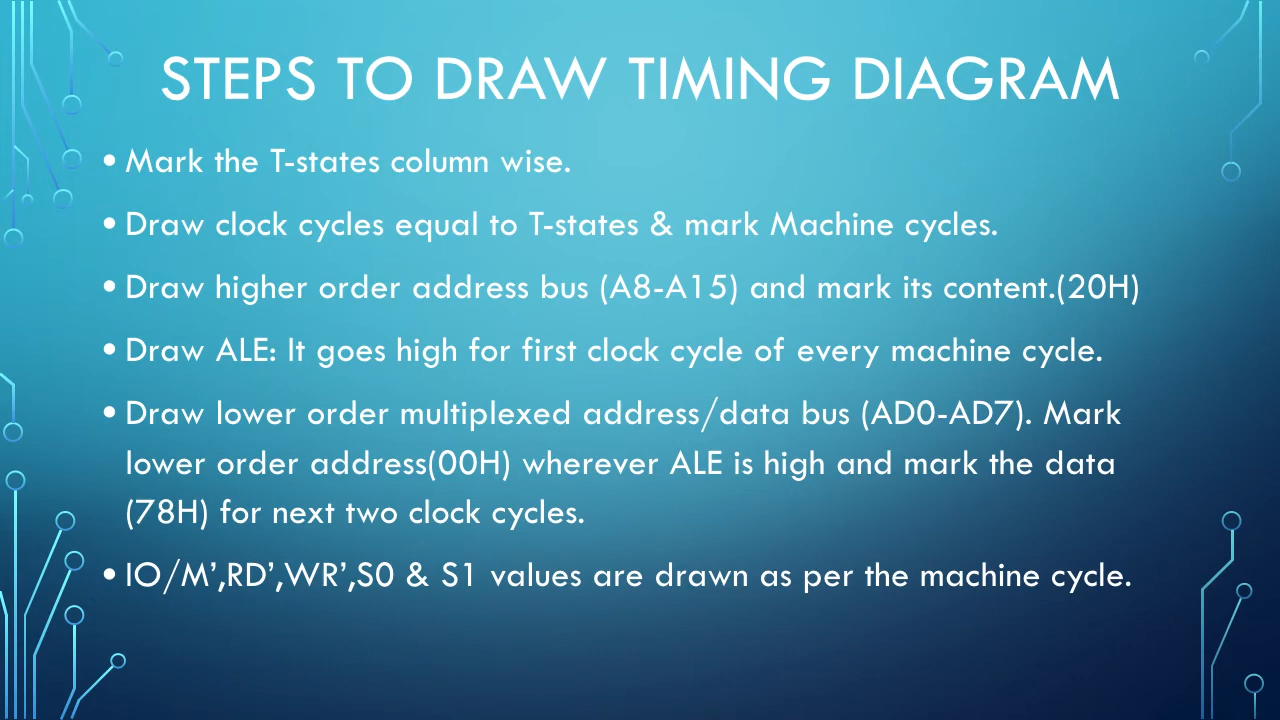 STEPS TO DRAW TIMING DIAGRAM
• Mark the T-states column wise.
• Draw clock cycles equal to T-states & mark Machine cycles.
• Draw higher order address bus (A8-A15) and mark its content.(20H)
• Draw ALE: It goes high for first clock cycle of every machine cycle.
• Draw lower order multiplexed address/data bus (AD0-AD7). Mark
lower order address(00H) wherever ALE is high and mark the data
(78H) for next two clock cycles.
• IO/M’,RD’,WR’,S0 & S1 values are drawn as per the machine cycle.